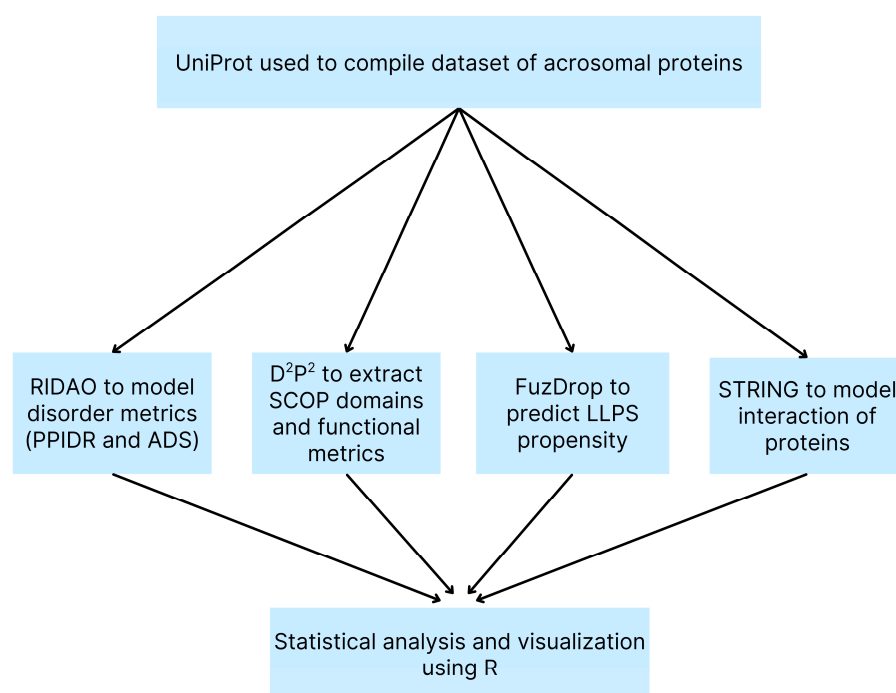 UniProt used to compile dataset of acrosomal proteins
RIDAO to model
disorder metrics
(PPIDR and ADS)
D²P² to extract
SCOP domains
and functional
metrics
FuzDrop to
predict LLPS
propensity
STRING to model
interaction of
proteins
Statistical analysis and visualization
using R